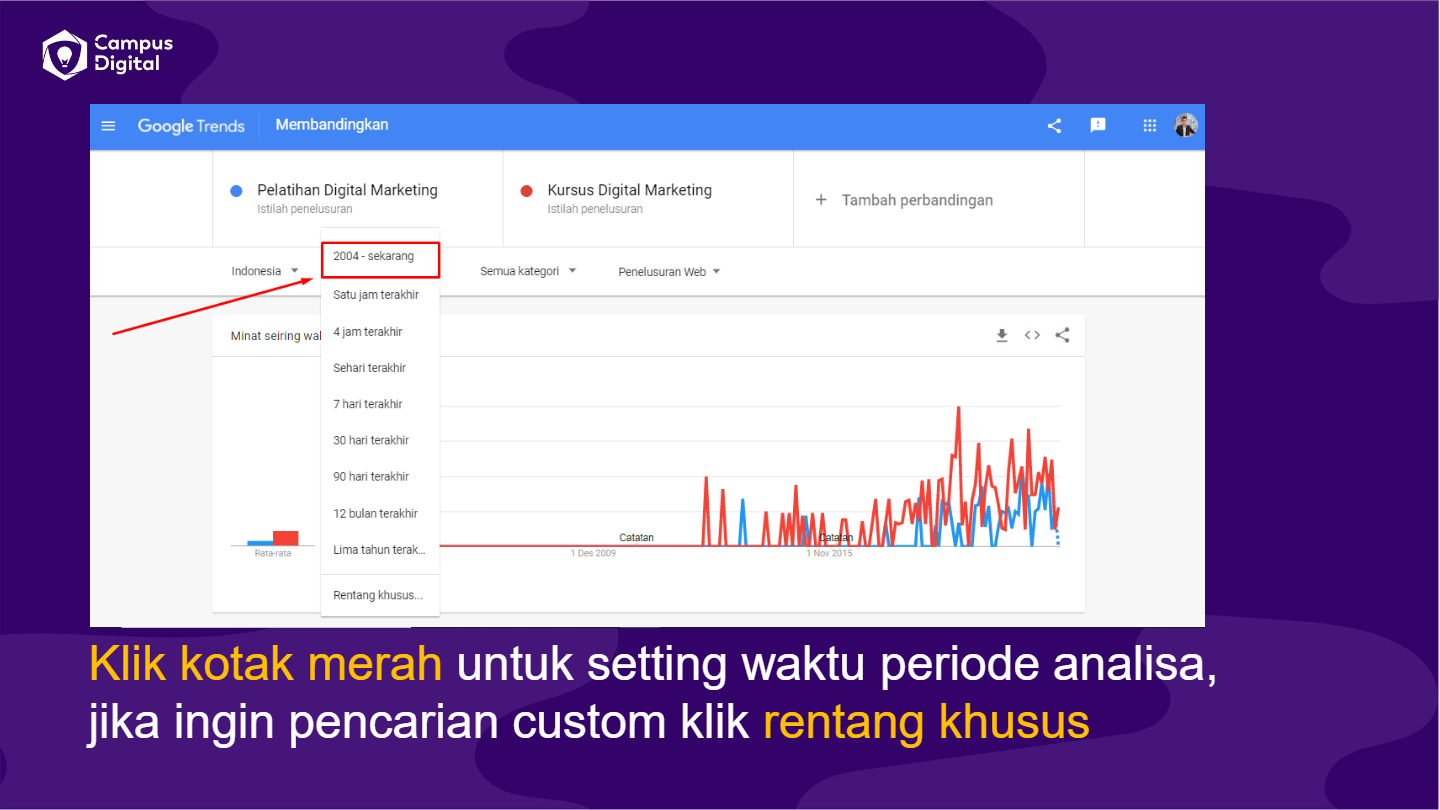 Campus
Digital
Google Trends
Membandingkan
Pelatihan Digital Marketing
Istilah penelusuran
Kursus Digital Marketing
Istilah penelusuran
+ Tambah perbandingan
Indonesia
2004 - sekarang
Semua kategori
Penelusuran Web
Satu jam terakhir
4 jam terakhir
Sehari terakhir
7 hari terakhir
30 hari terakhir
90 hari terakhir
12 bulan terakhir
Lima tahun terak...
Rentang khusus...
Minat seiring wak
Rata-rata
Catatan
Catatan
1 Des 2009
1 Nov 2015
Klik kotak merah untuk setting waktu periode analisa,
jika ingin pencarian custom klik rentang khusus